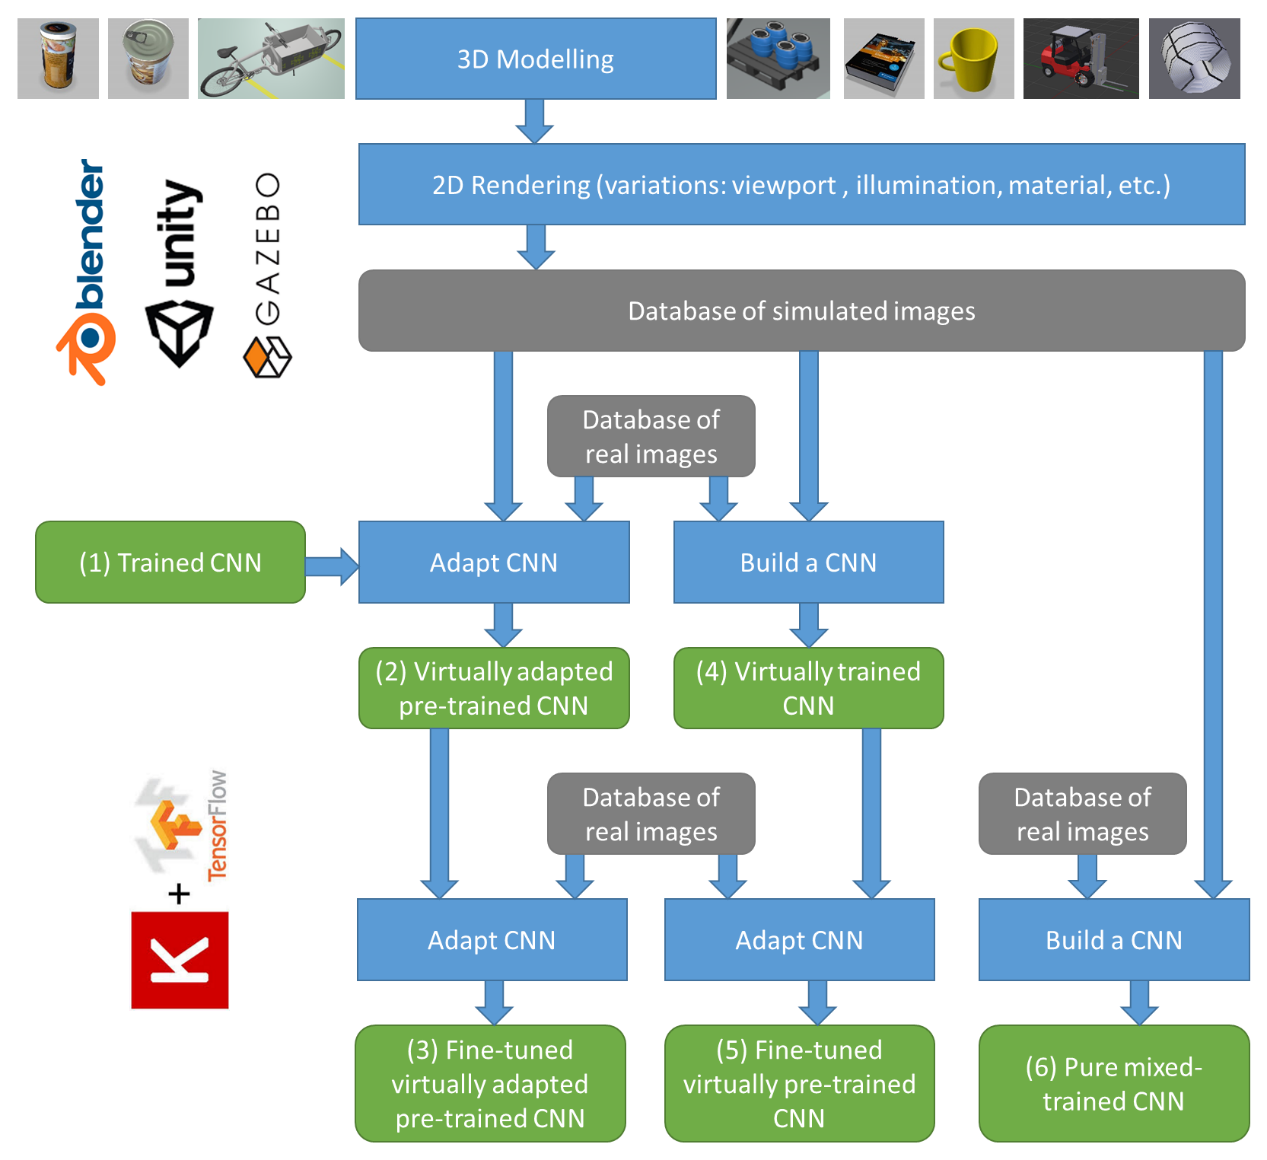 3D Modelling
2D Rendering (variations: viewport , illumination, material, etc.)
blender
unity
GAZEBO
Database of simulated images
Database of
real images
(1) Trained CNN
Adapt CNN
Build a CNN
(2) Virtually adapted
pre-trained CNN
(4) Virtually trained
CNN
TensorFlow
+
K
Database of
real images
Database of
real images
Adapt CNN
Adapt CNN
Build a CNN
(3) Fine-tuned
virtually adapted
pre-trained CNN
(5) Fine-tuned
virtually pre-trained
CNN
(6) Pure mixed-
trained CNN